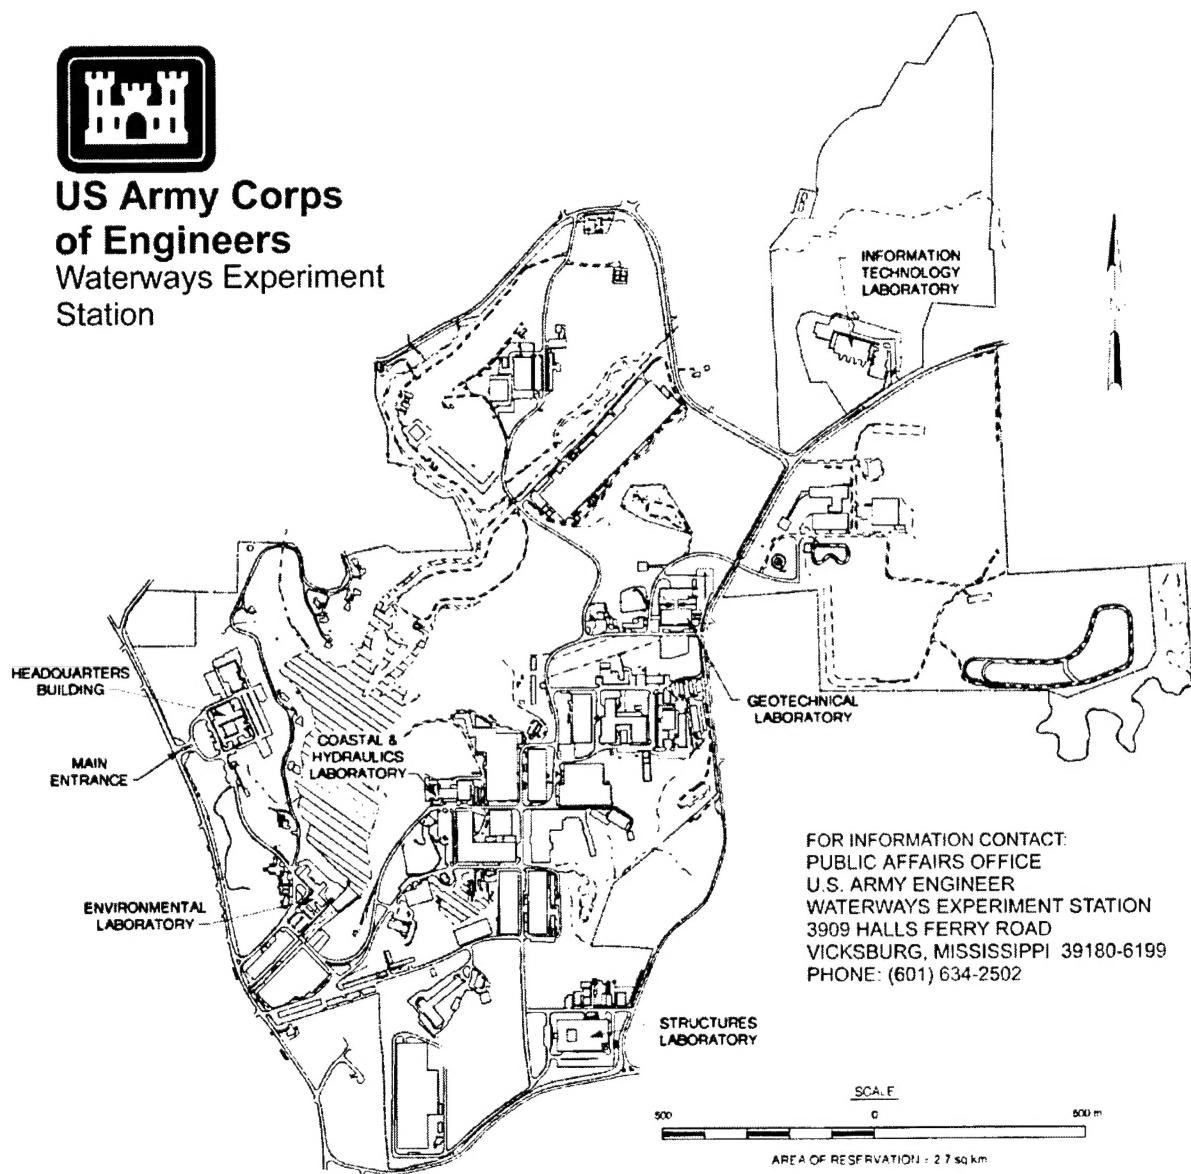 US Army Corps
of Engineers
Waterways Experiment
Station
INFORMATION
TECHNOLOGY
LABORATORY
HEADQUARTERS
BUILDING
MAIN
ENTRANCE
COASTAL &
HYDRAULICS
LABORATORY
GEOTECHNICAL
LABORATORY
ENVIRONMENTAL
LABORATORY
FOR INFORMATION CONTACT:
PUBLIC AFFAIRS OFFICE
U.S. ARMY ENGINEER
WATERWAYS EXPERIMENT STATION
3909 HALLS FERRY ROAD
VICKSBURG, MISSISSIPPI 39180-6199
PHONE: (601) 634-2502
STRUCTURES
LABORATORY
SCALE
500 0 500 m
AREA OF RESERVATION : 2.7 sq km